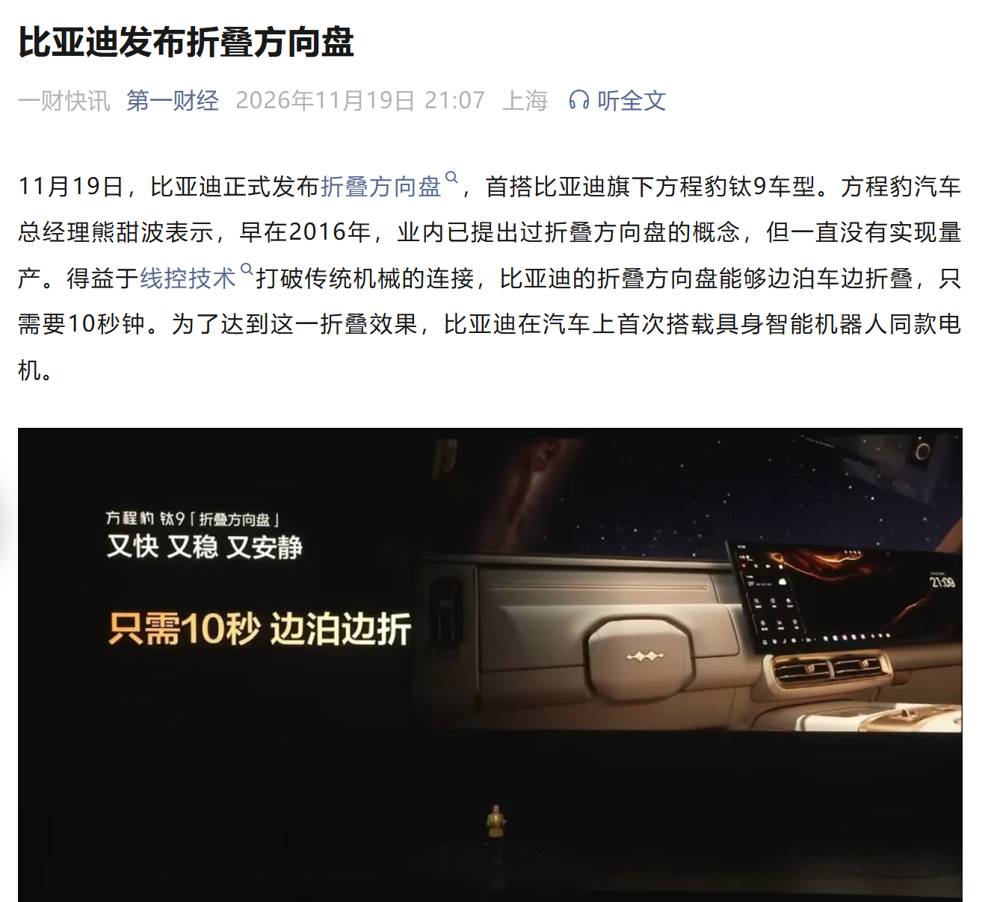 比亚迪发布折叠方向盘
一财快讯 第一财经 2026年11月19日 21:07 上海 听全文
11月19日，比亚迪正式发布折叠方向盘，首搭比亚迪旗下方程豹钛9车型。方程豹汽车
总经理熊甜波表示，早在2016年，业内已提出过折叠方向盘的概念，但一直没有实现量
产。得益于线控技术打破传统机械的连接，比亚迪的折叠方向盘能够边泊车边折叠，只
需要10秒钟。为了达到这一折叠效果，比亚迪在汽车上首次搭载具身智能机器人同款电
机。
方程豹 钛9「折叠方向盘」
又快 又稳 又安静
只需10秒 边泊边折
21:09